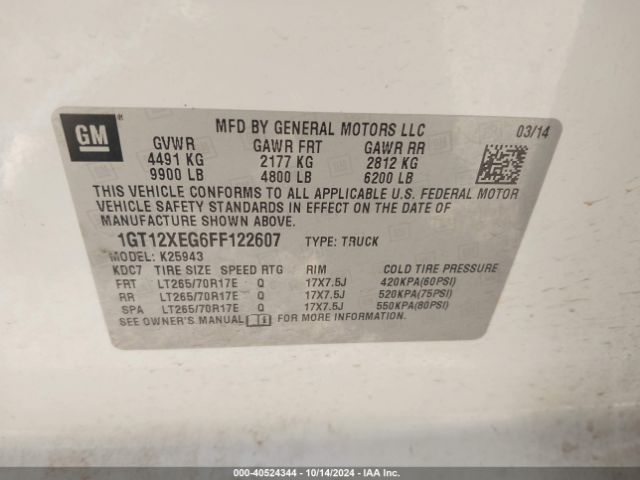 GM ®
MFD BY GENERAL MOTORS LLC 03/14
GVWR GAWR FRT GAWR RR
4491 KG 2177 KG 2812 KG
9900 LB 4800 LB 6200 LB
THIS VEHICLE CONFORMS TO ALL APPLICABLE U.S. FEDERAL MOTOR
VEHICLE SAFETY STANDARDS IN EFFECT ON THE DATE OF
MANUFACTURE SHOWN ABOVE.
1GT12XEG6FF122607 TYPE: TRUCK
MODEL: K25943
KDC7 TIRE SIZE SPEED RTG RIM COLD TIRE PRESSURE
FRT LT265/70R17E Q 17X7.5J 420KPA(60PSI)
RR LT265/70R17E Q 17X7.5J 520KPA(75PSI)
SPA LT265/70R17E Q 17X7.5J 550KPA(80PSI)
SEE OWNER'S MANUAL FOR MORE INFORMATION.
000-40524344 | 10/14/2024 - IAA Inc.